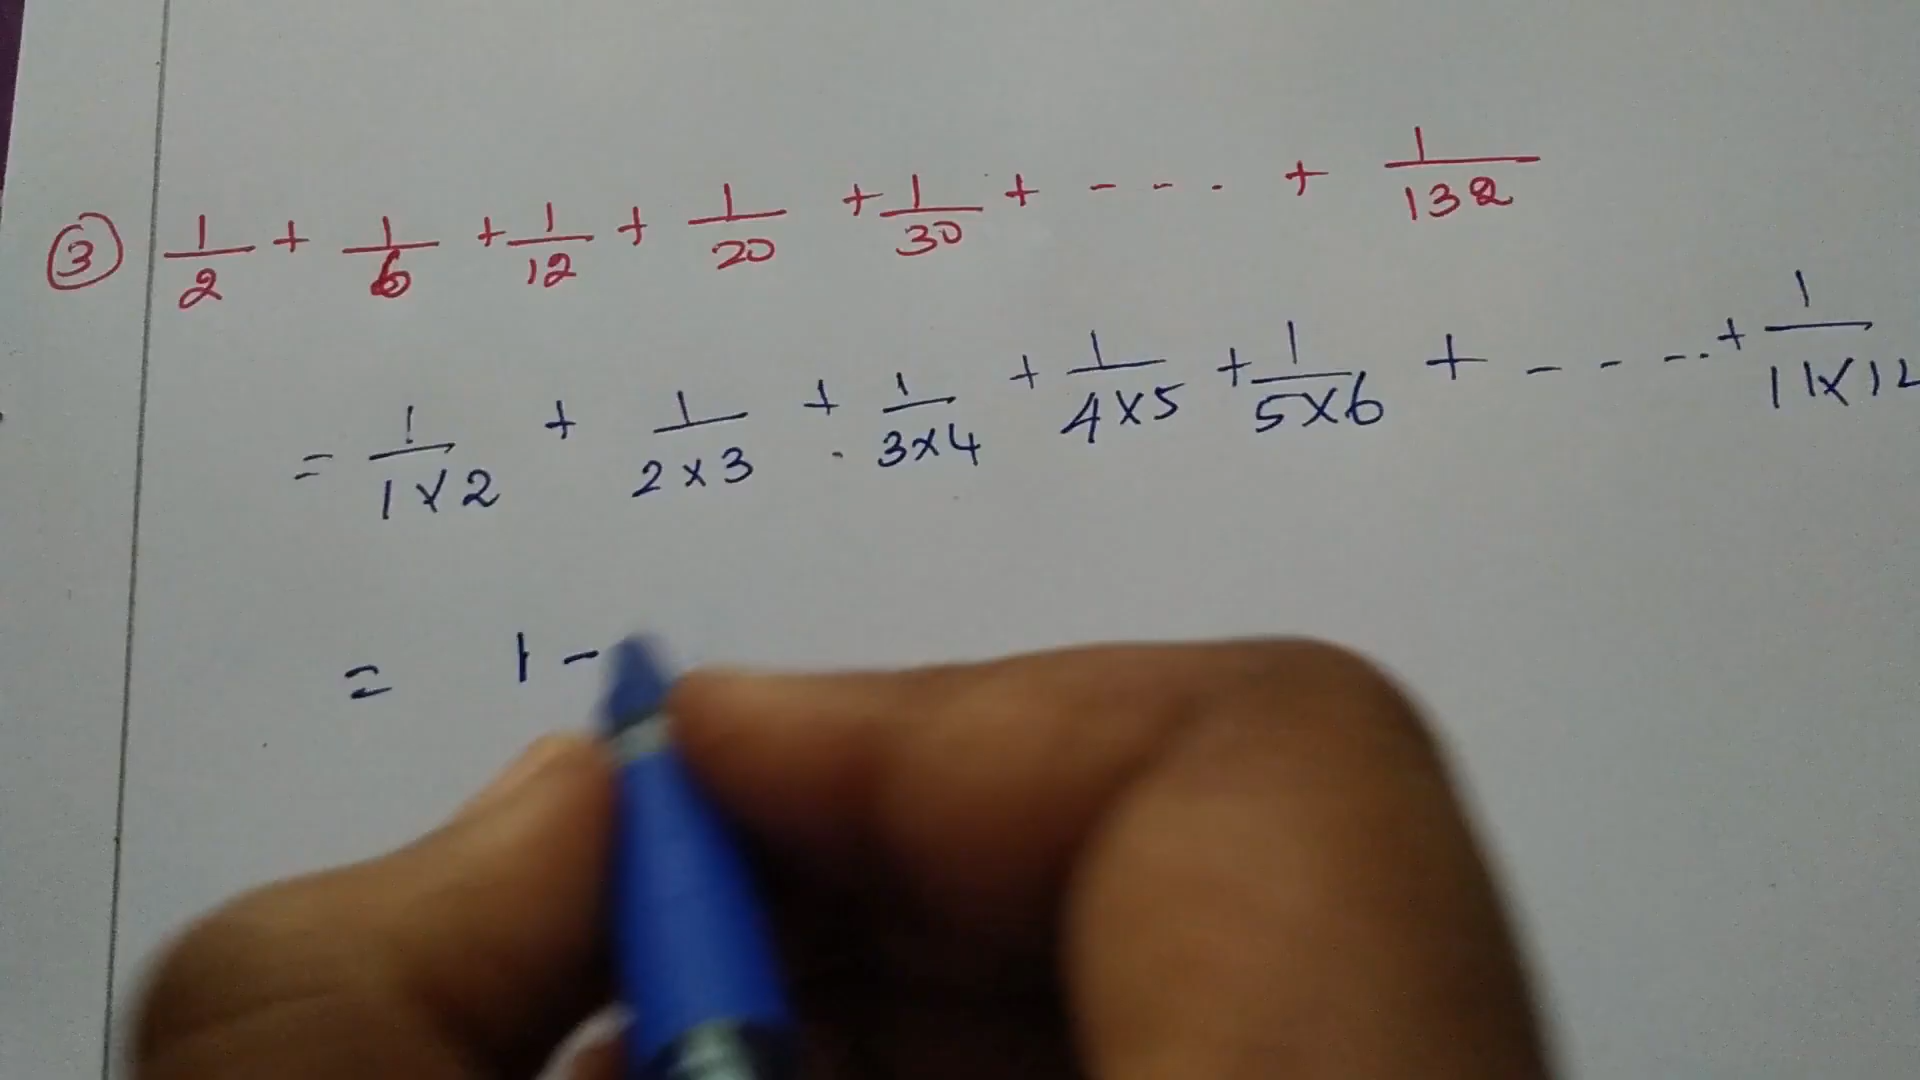 ③ 1/2 + 1/6 + 1/12 + 1/20 + 1/30 + - - - . + 1/132
= 1/1×2 + 1/2×3 + 1/3×4 + 1/4×5 + 1/5×6 + - - - .. + 1/11×12
= 1 -